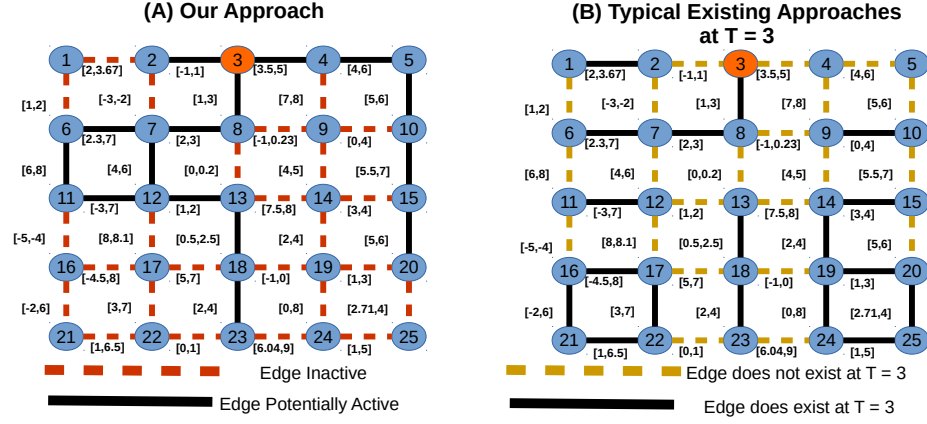 (A) Our Approach
1 2 3 4 5
[2,3.67] [-1,1] [3.5,5] [4,6]
[1,2] [-3,-2] [1,3] [7,8] [5,6]
6 7 8 9 10
[2.3,7] [2,3] [-1,0.23] [0,4]
[6,8] [4,6] [0,0.2] [4,5] [5.5,7]
11 12 13 14 15
[-3,7] [1,2] [7.5,8] [3,4]
[-5,-4] [8,8.1] [0.5,2.5] [2,4] [5,6]
16 17 18 19 20
[-4.5,8] [5,7] [-1,0] [1,3]
[-2,6] [3,7] [2,4] [0,8] [2.71,4]
21 22 23 24 25
[1,6.5] [0,1] [6.04,9] [1,5]
Edge Inactive
Edge Potentially Active
(B) Typical Existing Approaches
at T = 3
1 2 3 4 5
[2,3.67] [-1,1] [3.5,5] [4,6]
[1,2] [-3,-2] [1,3] [7,8] [5,6]
6 7 8 9 10
[2.3,7] [2,3] [-1,0.23] [0,4]
[6,8] [4,6] [0,0.2] [4,5] [5.5,7]
11 12 13 14 15
[-3,7] [1,2] [7.5,8] [3,4]
[-5,-4] [8,8.1] [0.5,2.5] [2,4] [5,6]
16 17 18 19 20
[-4.5,8] [5,7] [-1,0] [1,3]
[-2,6] [3,7] [2,4] [0,8] [2.71,4]
21 22 23 24 25
[1,6.5] [0,1] [6.04,9] [1,5]
Edge does not exist at T = 3
Edge does exist at T = 3